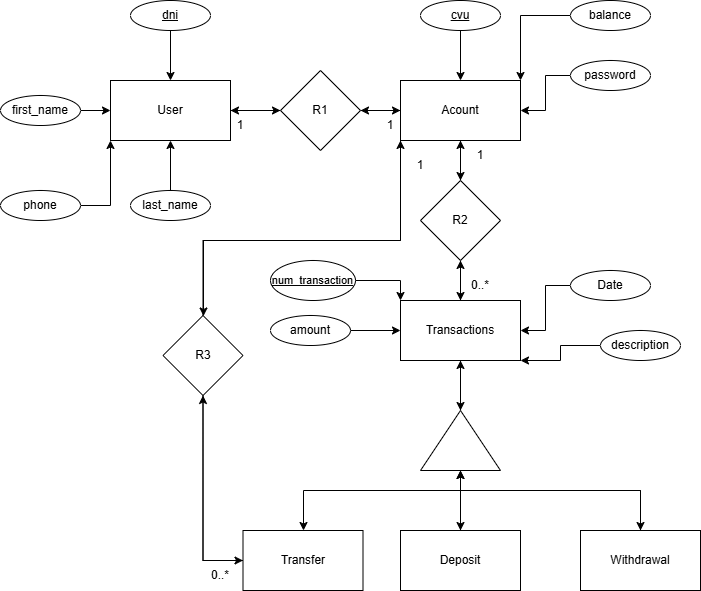 dni
cvu
balance
password
first_name
User
R1
Acount
1
1
1
1
phone
last_name
R2
num_transaction
0..*
Date
amount
Transactions
description
R3
Transfer
Deposit
Withdrawal
0..*